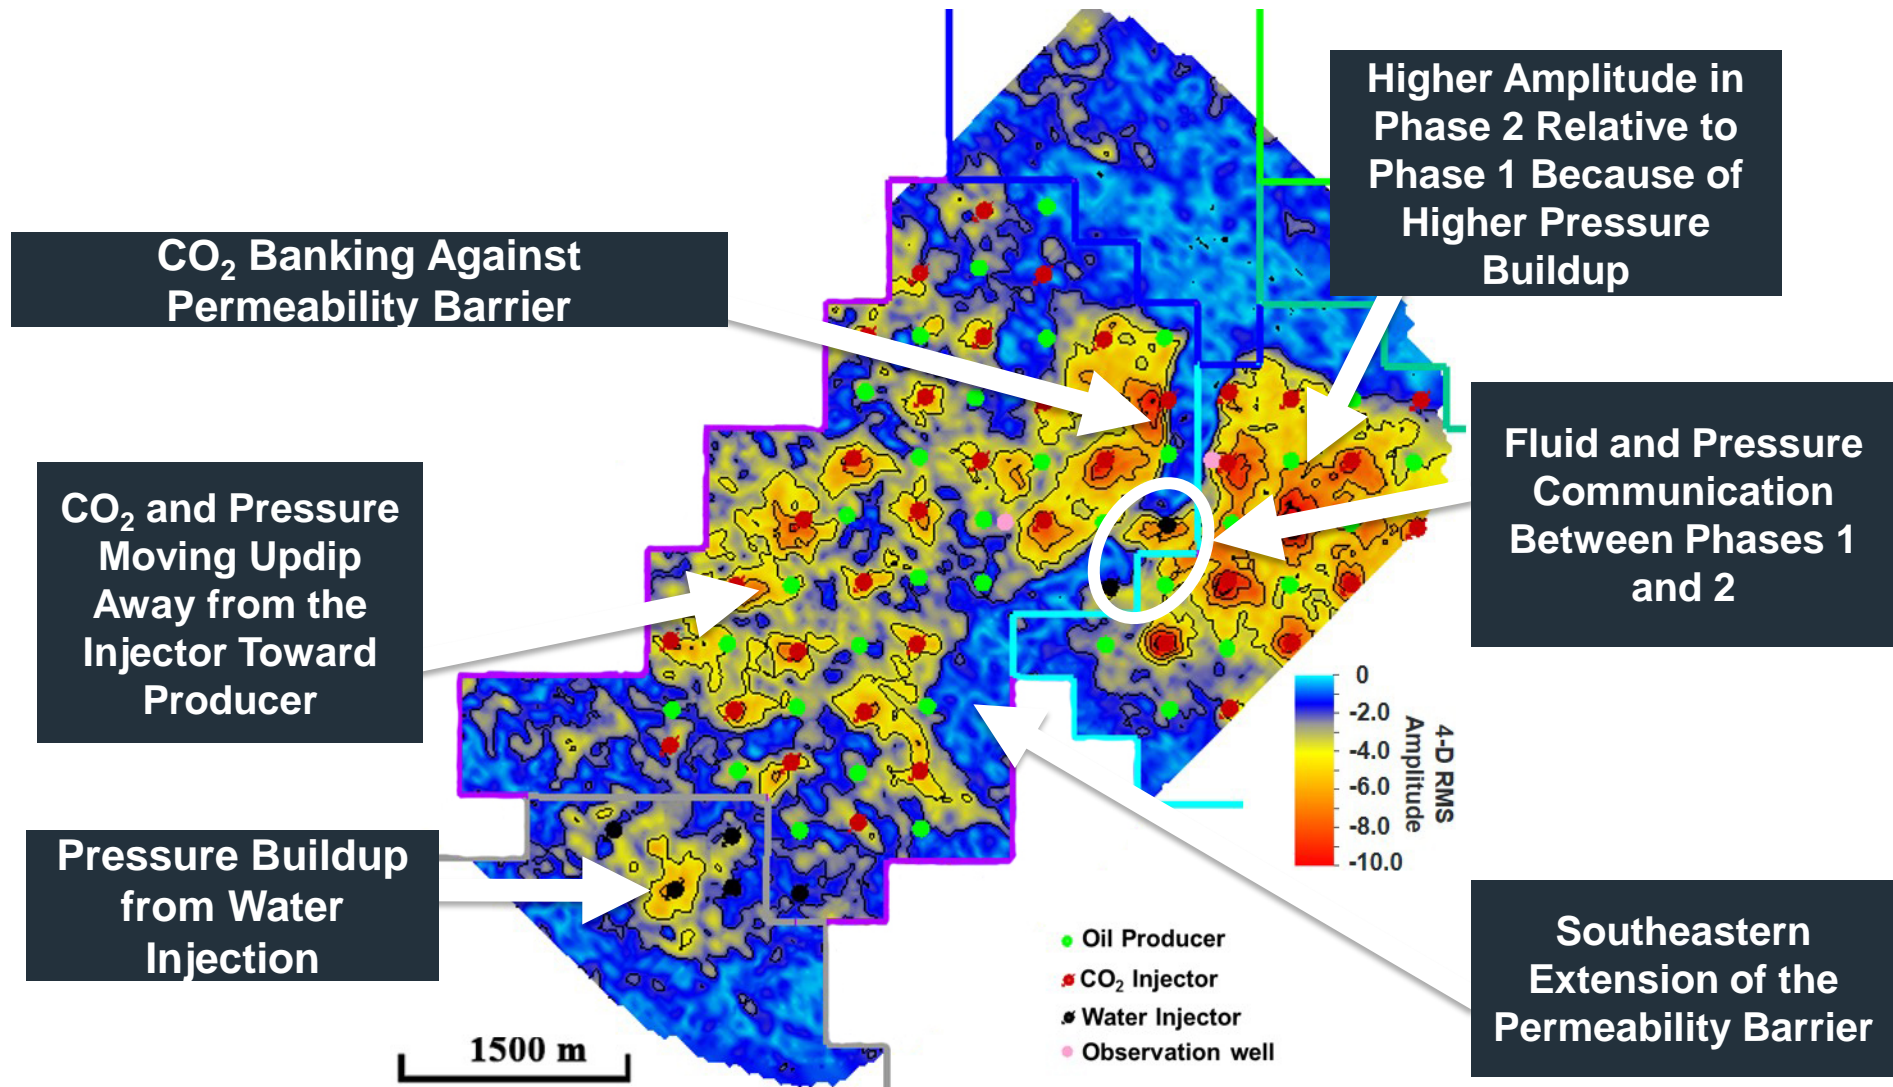 Higher Amplitude in
Phase 2 Relative to
Phase 1 Because of
Higher Pressure
Buildup
CO₂ Banking Against
Permeability Barrier
Fluid and Pressure
Communication
Between Phases 1
and 2
CO₂ and Pressure
Moving Updip
Away from the
Injector Toward
Producer
0
-2.0
-4.0
-6.0
-8.0
-10.0
4-D RMS
Amplitude
Pressure Buildup
from Water
Injection
Southeastern
Extension of the
Permeability Barrier
Oil Producer
CO₂ Injector
Water Injector
Observation well
1500 m